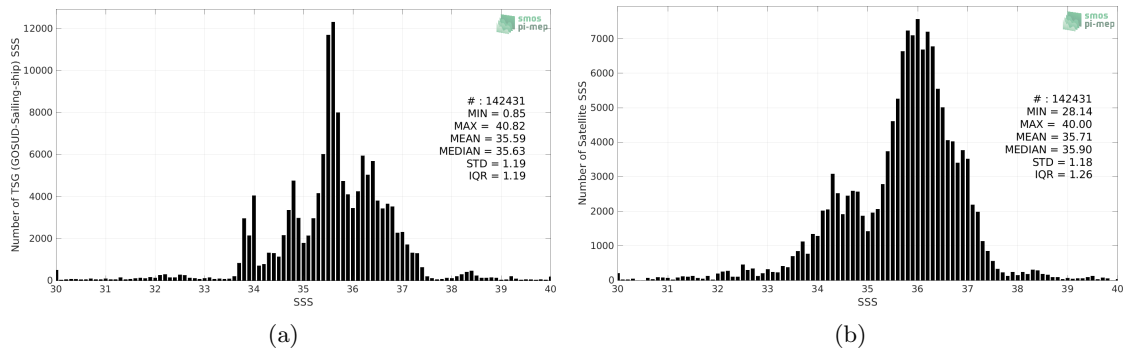 smos
pi-mep
Number of TSG (GOSUD-Sailing-ship) SSS
12000
10000
8000
6000
4000
2000
0
# : 142431
MIN = 0.85
MAX = 40.82
MEAN = 35.59
MEDIAN = 35.63
STD = 1.19
IQR = 1.19
30 31 32 33 34 35 36 37 38 39 40
SSS
(a)
smos
pi-mep
Number of Satellite SSS
7000
6000
5000
4000
3000
2000
1000
0
# : 142431
MIN = 28.14
MAX = 40.00
MEAN = 35.71
MEDIAN = 35.90
STD = 1.18
IQR = 1.26
30 31 32 33 34 35 36 37 38 39 40
SSS
(b)